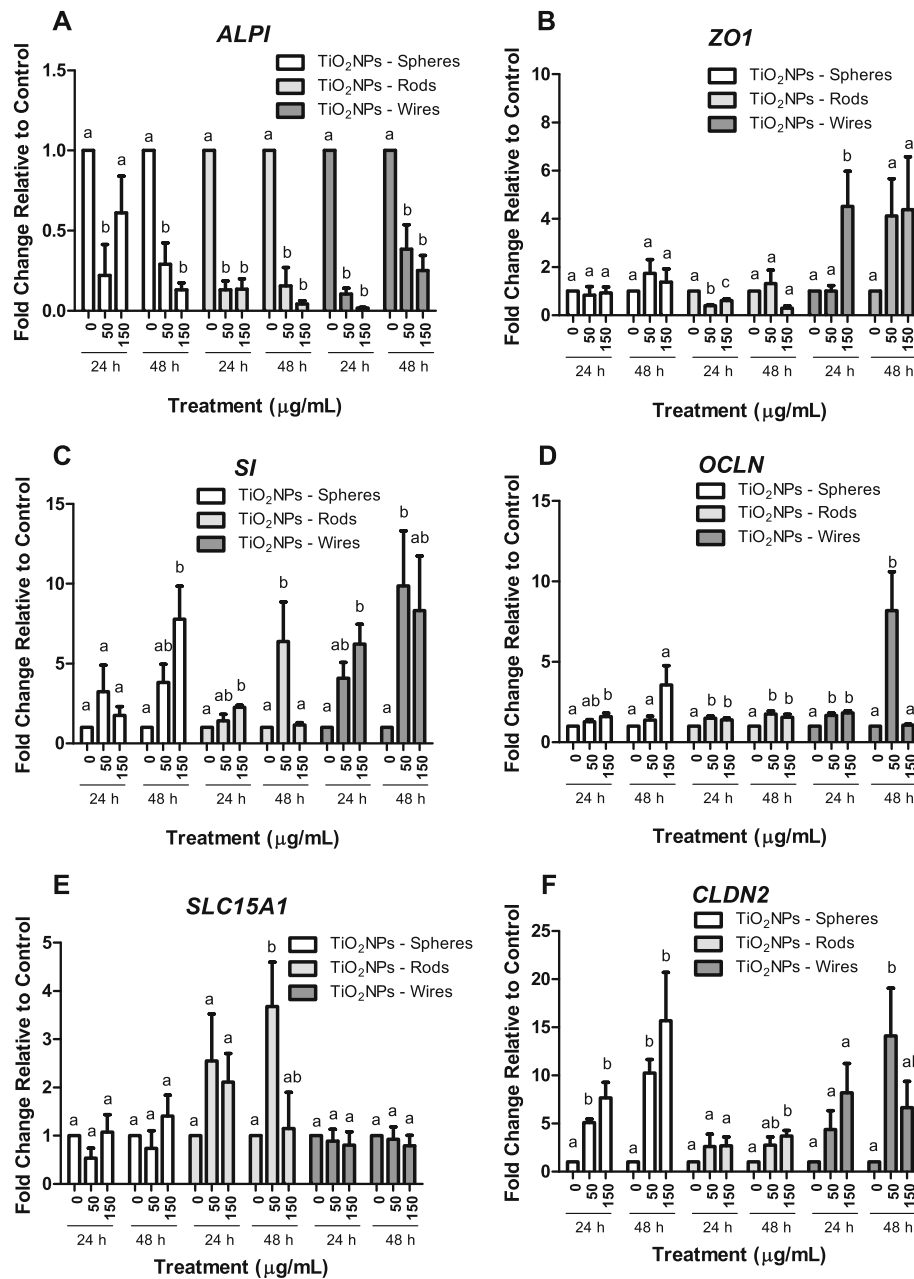 A
ALPI
TiO2NPs - Spheres
TiO2NPs - Rods
TiO2NPs - Wires
Fold Change Relative to Control
1.5
1.0
0.5
0.0
a b a a b b a b b a b b a b b a b b
0 50 150 0 50 150 0 50 150 0 50 150 0 50 150 0 50 150
24 h 48 h 24 h 48 h 24 h 48 h
Treatment (µg/mL)
B
ZO1
TiO2NPs - Spheres
TiO2NPs - Rods
TiO2NPs - Wires
Fold Change Relative to Control
10
8
6
4
2
0
a a a a a a a b c a a a a a b a a a
0 50 150 0 50 150 0 50 150 0 50 150 0 50 150 0 50 150
24 h 48 h 24 h 48 h 24 h 48 h
Treatment (µg/mL)
C
SI
TiO2NPs - Spheres
TiO2NPs - Rods
TiO2NPs - Wires
Fold Change Relative to Control
15
10
5
0
a a a a ab b a ab b a b a a ab b a b ab
0 50 150 0 50 150 0 50 150 0 50 150 0 50 150 0 50 150
24 h 48 h 24 h 48 h 24 h 48 h
Treatment (µg/mL)
D
OCLN
TiO2NPs - Spheres
TiO2NPs - Rods
TiO2NPs - Wires
Fold Change Relative to Control
15
10
5
0
a ab b a a a a b b a b b a b b a b a
0 50 150 0 50 150 0 50 150 0 50 150 0 50 150 0 50 150
24 h 48 h 24 h 48 h 24 h 48 h
Treatment (µg/mL)
E
SLC15A1
TiO2NPs - Spheres
TiO2NPs - Rods
TiO2NPs - Wires
Fold Change Relative to Control
5
4
3
2
1
0
a a a a a a a a a a b ab a a a a a a
0 50 150 0 50 150 0 50 150 0 50 150 0 50 150 0 50 150
24 h 48 h 24 h 48 h 24 h 48 h
Treatment (µg/mL)
F
CLDN2
TiO2NPs - Spheres
TiO2NPs - Rods
TiO2NPs - Wires
Fold Change Relative to Control
25
20
15
10
5
0
a b b a b b a a a a ab b a a a a b
0 50 150 0 50 150 0 50 150 0 50 150 0 50 150 0 50 150
24 h 48 h 24 h 48 h 24 h 48 h
Treatment (µg/mL)